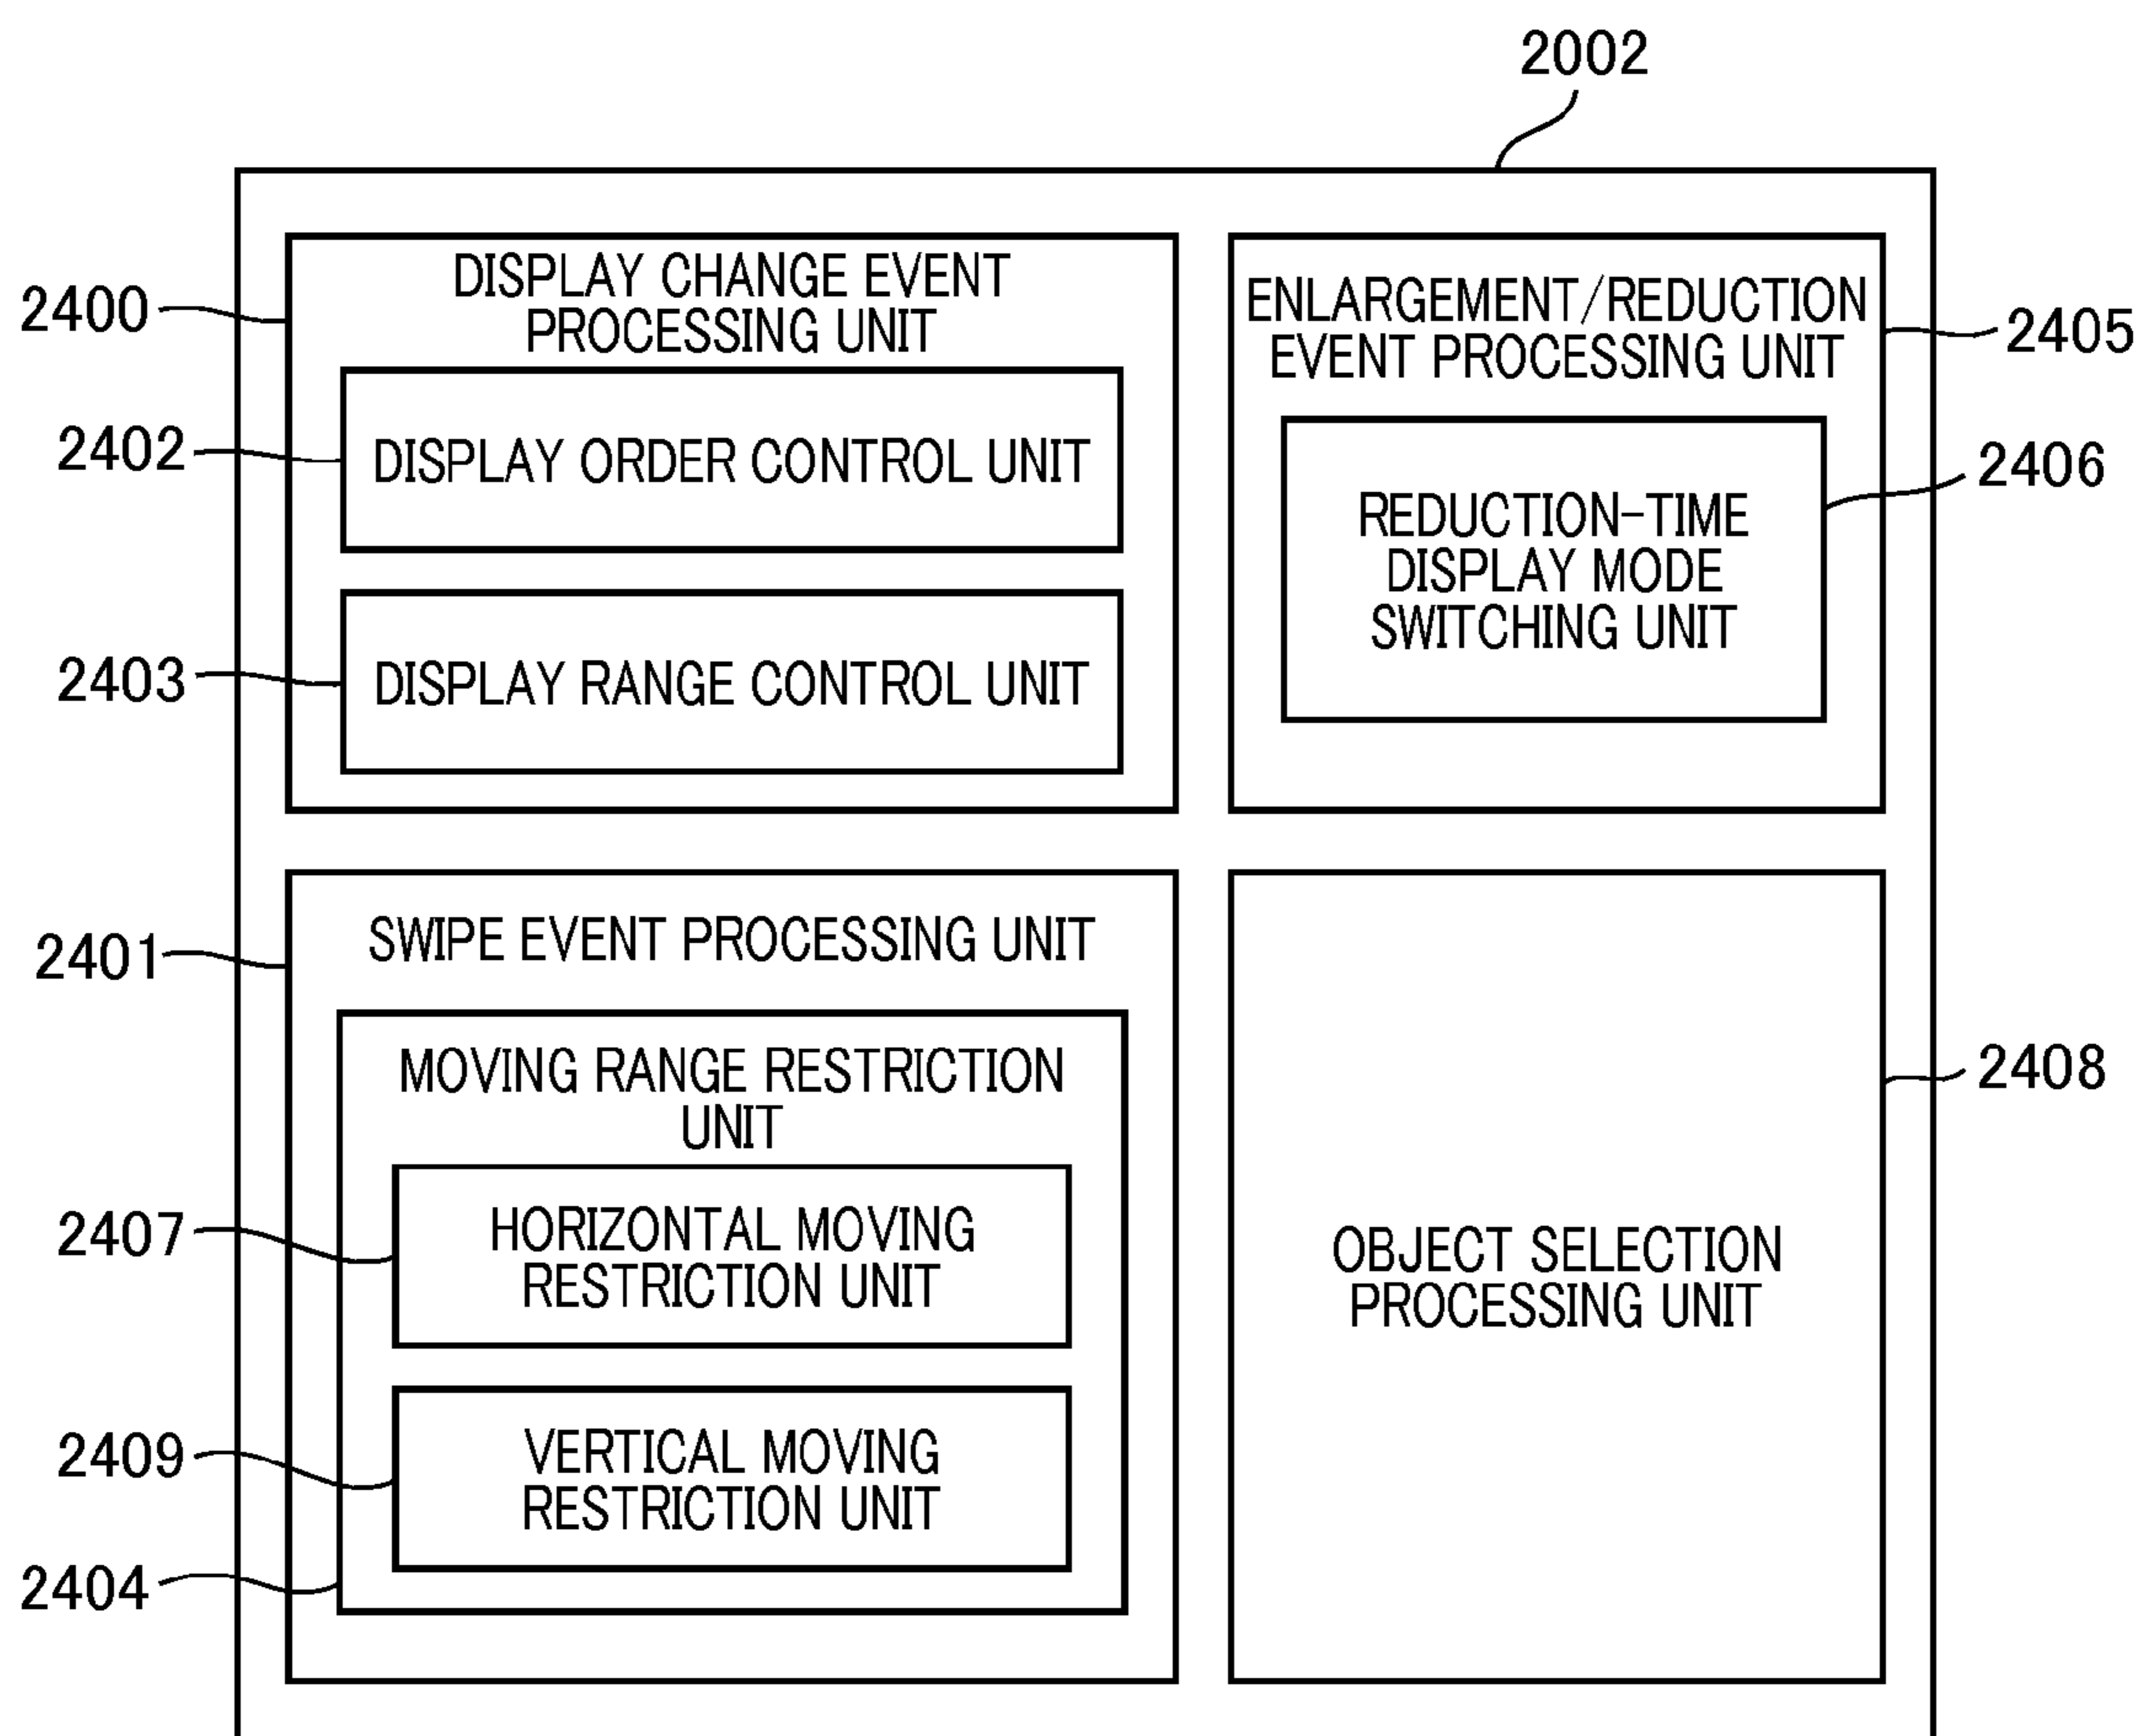 2002
2400
DISPLAY CHANGE EVENT
PROCESSING UNIT
2402
DISPLAY ORDER CONTROL UNIT
2403
DISPLAY RANGE CONTROL UNIT
ENLARGEMENT/REDUCTION
EVENT PROCESSING UNIT
2405
REDUCTION-TIME
DISPLAY MODE
SWITCHING UNIT
2406
2401
SWIPE EVENT PROCESSING UNIT
MOVING RANGE RESTRICTION
UNIT
2407
HORIZONTAL MOVING
RESTRICTION UNIT
2409
VERTICAL MOVING
RESTRICTION UNIT
2404
OBJECT SELECTION
PROCESSING UNIT
2408